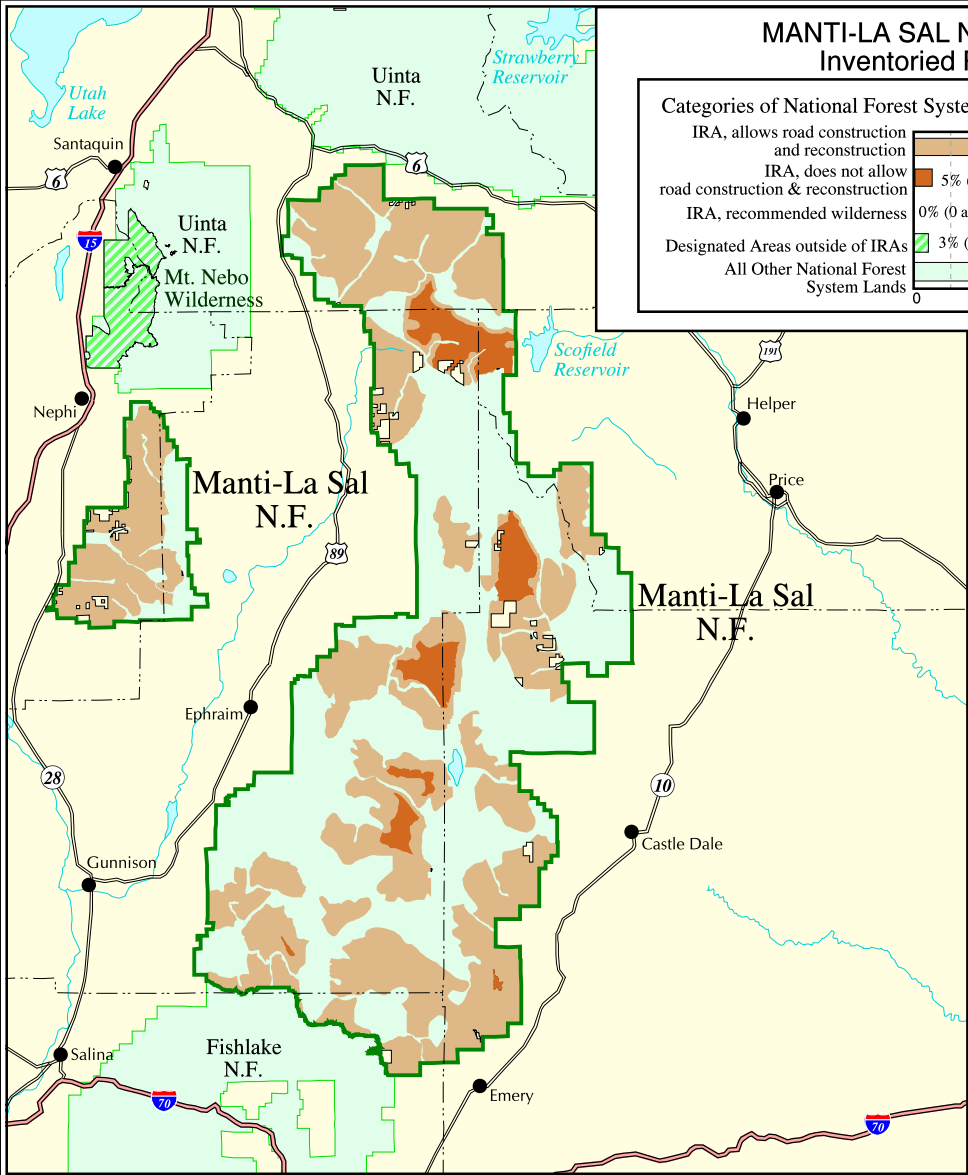 MANTI-LA SAL N
Inventoried
Categories of National Forest Syste
IRA, allows road construction
and reconstruction
IRA, does not allow
road construction & reconstruction
5% (
IRA, recommended wilderness
0% (0 a
Designated Areas outside of IRAs
3% (
All Other National Forest
System Lands
0
Utah
Lake
Uinta
N.F.
Strawberry
Reservoir
Santaquin
6
6
15
Uinta
N.F.
Mt. Nebo
Wilderness
Scofield
Reservoir
191
Nephi
Helper
Manti-La Sal
N.F.
Price
89
Manti-La Sal
N.F.
Ephraim
28
10
Castle Dale
Gunnison
Salina
Fishlake
N.F.
Emery
70
70